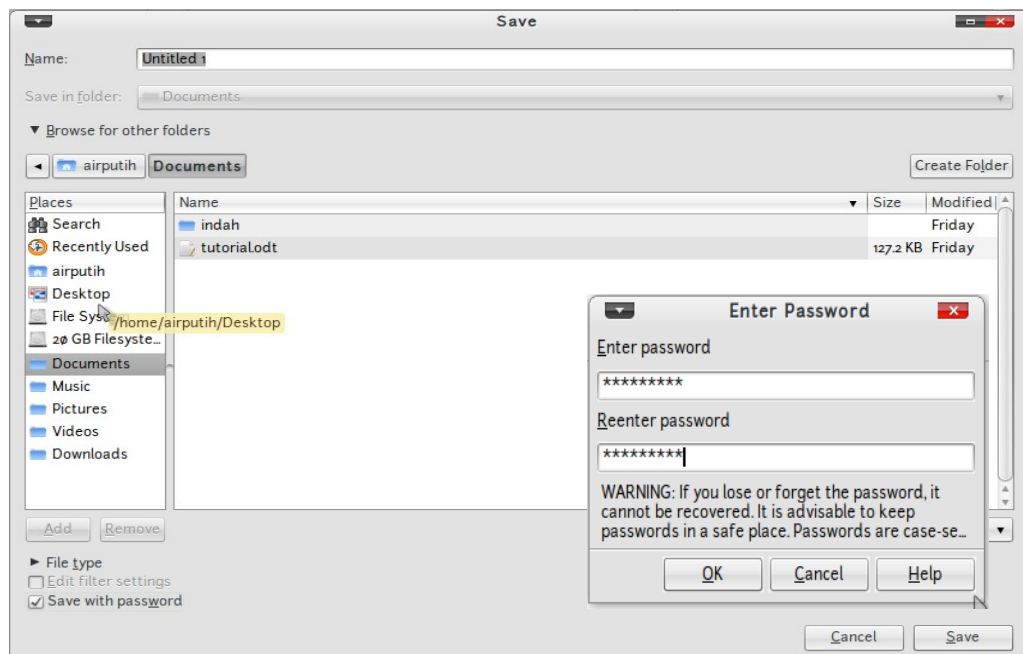 Save
Name: Untitled 1
Save in folder: Documents
Browse for other folders
airputih Documents Create Folder
Places Name Size Modified
Search indah Friday
Recently Used tutorial.odt 127.2 KB Friday
airputih
Desktop
File Sys
/home/airputih/Desktop
20 GB Filesyste...
Documents
Music
Pictures
Videos
Downloads
Add Remove
File type
Edit filter settings
Save with password
Cancel Save
Enter Password
Enter password
*********
Reenter password
*********
WARNING: If you lose or forget the password, it
cannot be recovered. It is advisable to keep
passwords in a safe place. Passwords are case-se...
OK Cancel Help